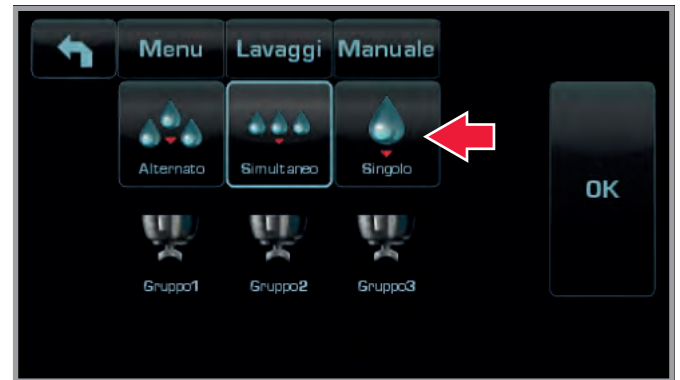 Menu Lavaggi Manuale
Alternato Simultaneo Singolo
OK
Gruppo1 Gruppo2 Gruppo3